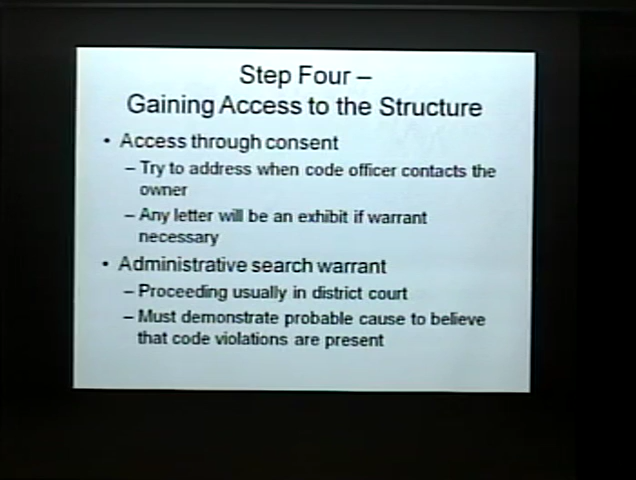 Step Four –
Gaining Access to the Structure
• Access through consent
– Try to address when code officer contacts the
owner
– Any letter will be an exhibit if warrant
necessary
• Administrative search warrant
– Proceeding usually in district court
– Must demonstrate probable cause to believe
that code violations are present